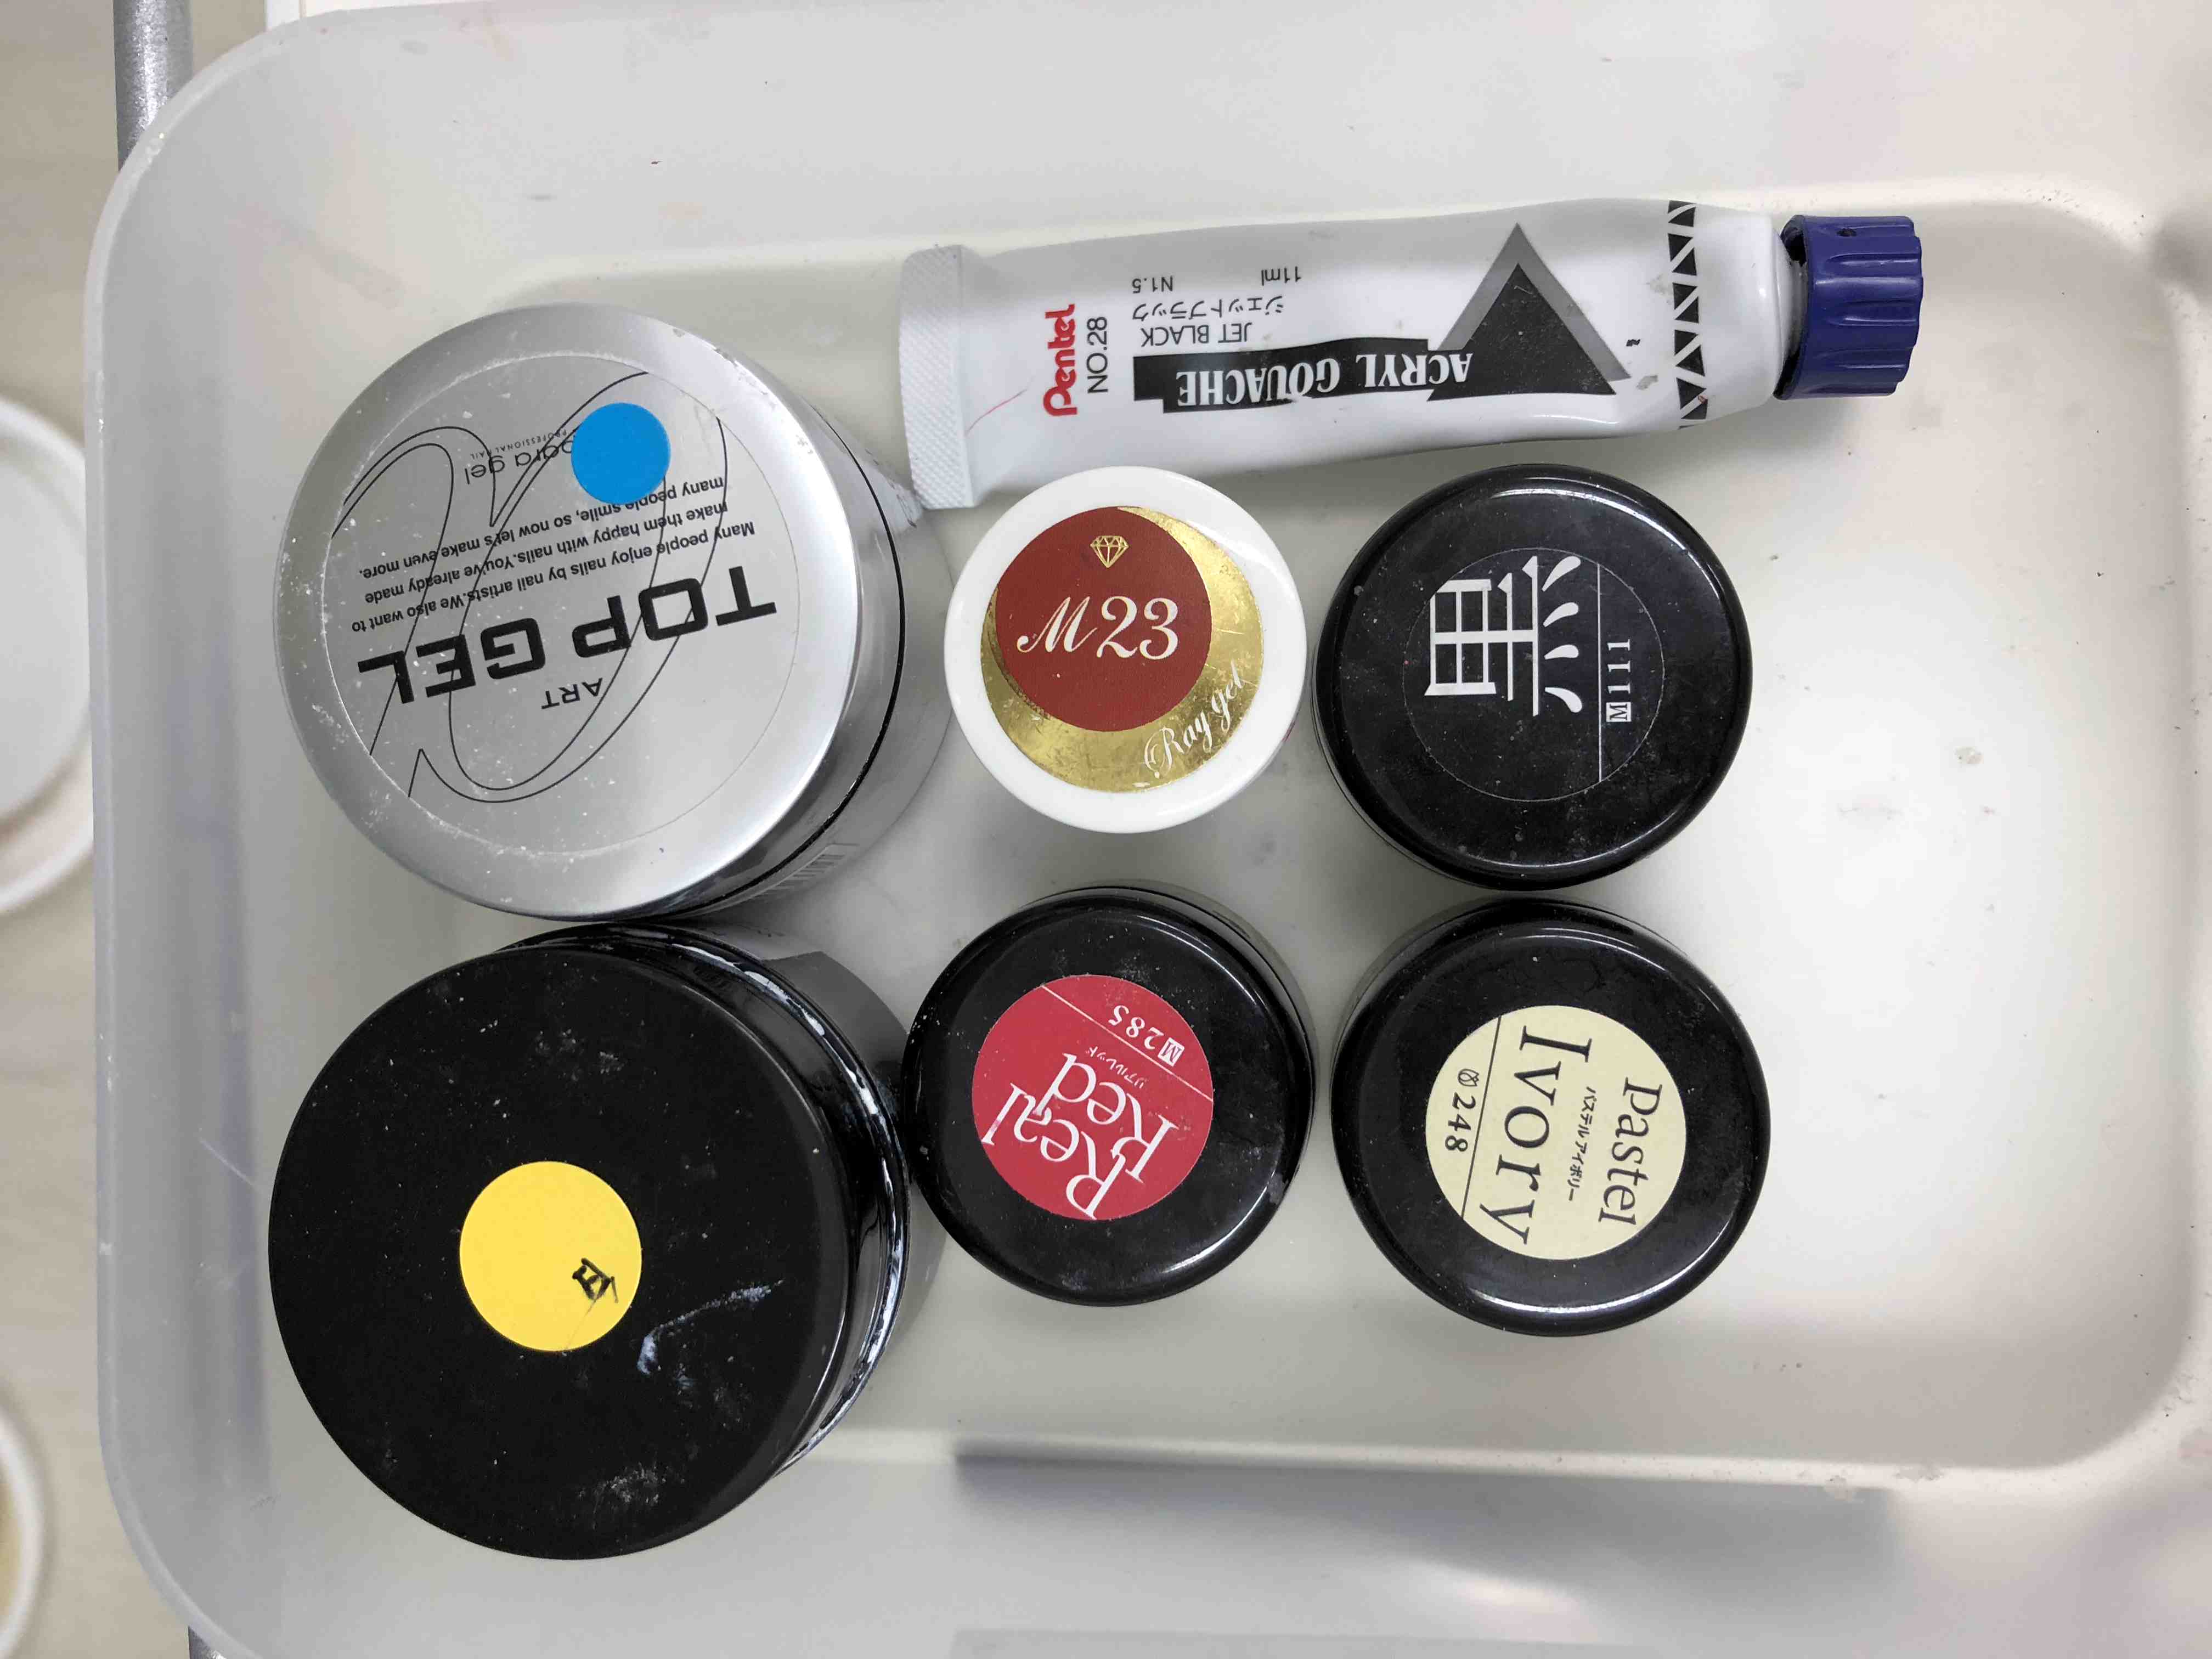 ART
TOP GEL
Many people enjoy nails by nail artists.We also want to
make them happy with nails.You've already made
many people smile, so now let's make even more.
para gel
PROFESSIONAL NAIL
Real
Red
リアルレッド
M285
M23
Ray gel
Pentel
NO.28
ACRYL GOUACHE
JET BLACK
ジェットブラック
11ml
N1.5
Pastel
パステルアイボリー
Ivory
248
黒
M111